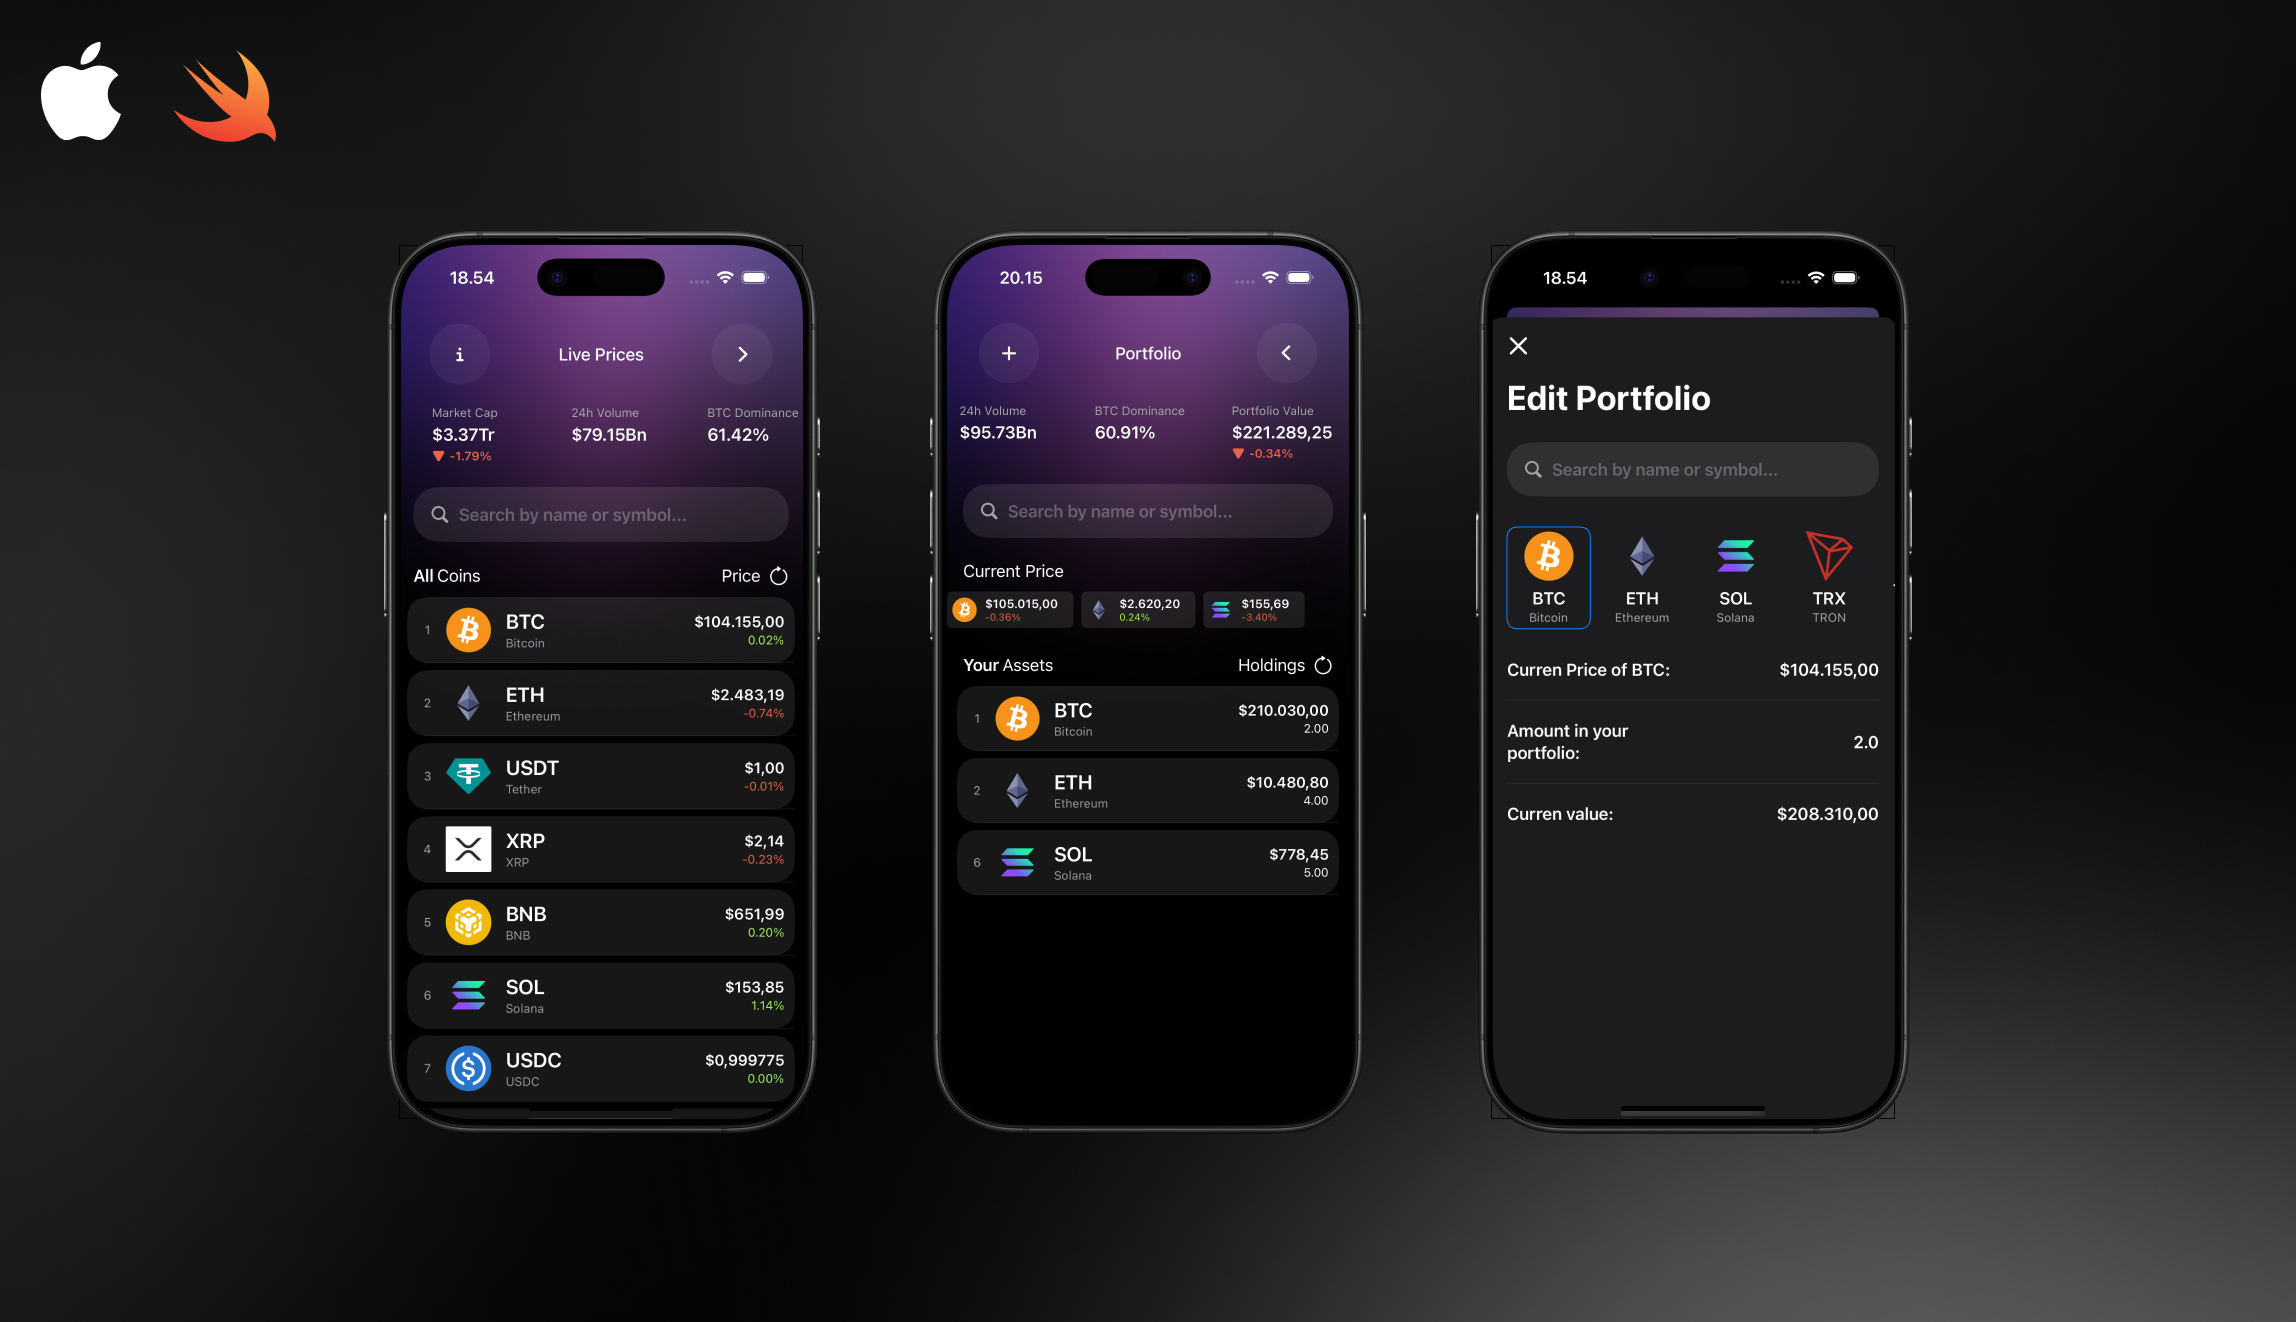 18.54
Live Prices
Market Cap
$3.37Tr
-1.79%
24h Volume
$79.15Bn
BTC Dominance
61.42%
Search by name or symbol...
All Coins
Price
1
BTC
Bitcoin
$104.155,00
0.02%
2
ETH
Ethereum
$2.483,19
-0.74%
3
USDT
Tether
$1,00
-0.01%
4
XRP
XRP
$2,14
-0.23%
5
BNB
BNB
$651,99
0.20%
6
SOL
Solana
$153,85
1.14%
7
USDC
USDC
$0,999775
0.00%
20.15
Portfolio
24h Volume
$95.73Bn
BTC Dominance
60.91%
Portfolio Value
$221.289,25
-0.34%
Search by name or symbol...
Current Price
$105.015,00
-0.36%
$2.620,20
0.24%
$155,69
-3.40%
Your Assets
Holdings
1
BTC
Bitcoin
$210.030,00
2.00
2
ETH
Ethereum
$10.480,80
4.00
6
SOL
Solana
$778,45
5.00
18.54
Edit Portfolio
Search by name or symbol...
BTC
Bitcoin
ETH
Ethereum
SOL
Solana
TRX
TRON
Curren Price of BTC:
$104.155,00
Amount in your
portfolio:
2.0
Curren value:
$208.310,00